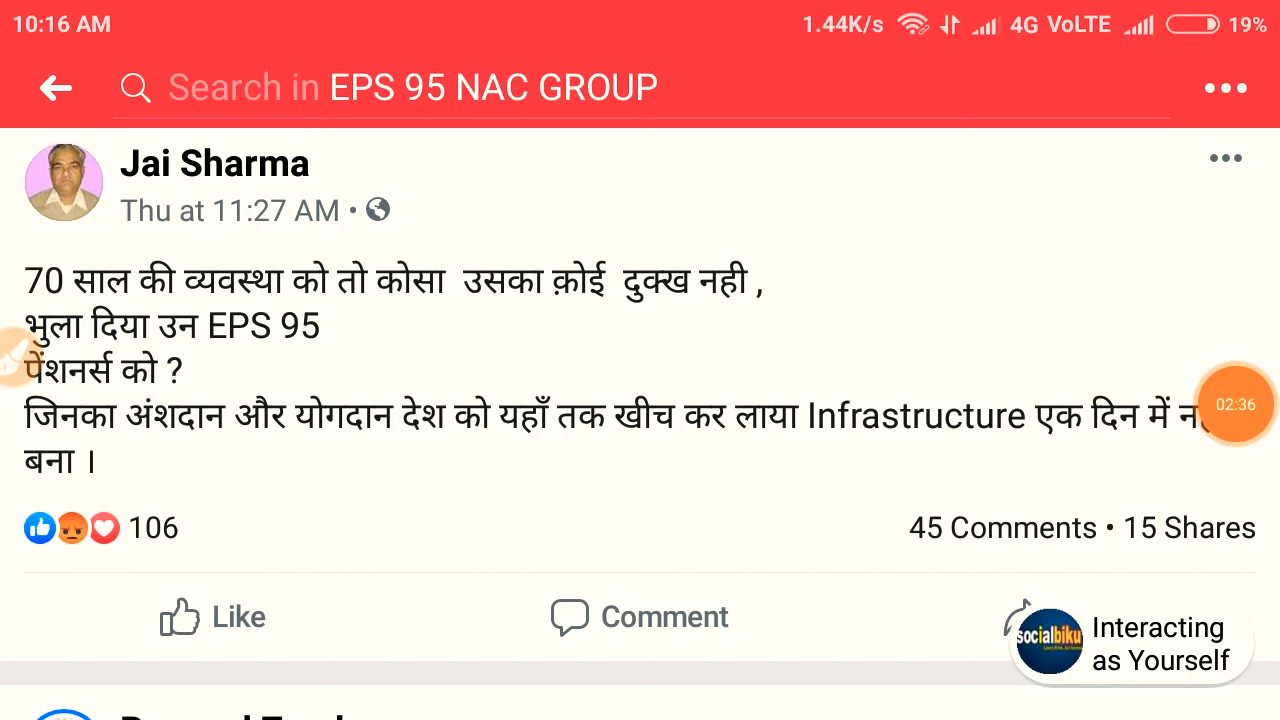 10:16 AM 1.44K/s 4G VoLTE 19%
Search in EPS 95 NAC GROUP
Jai Sharma
Thu at 11:27 AM •
70 साल की व्यवस्था को तो कोसा उसका क़ोई दुक्ख नही ,
भुला दिया उन EPS 95
पेंशनर्स को ?
जिनका अंशदान और योगदान देश को यहाँ तक खीच कर लाया Infrastructure एक दिन में
बना ।
02:36
106 45 Comments • 15 Shares
Like Comment
socialbiku
Interacting
as Yourself